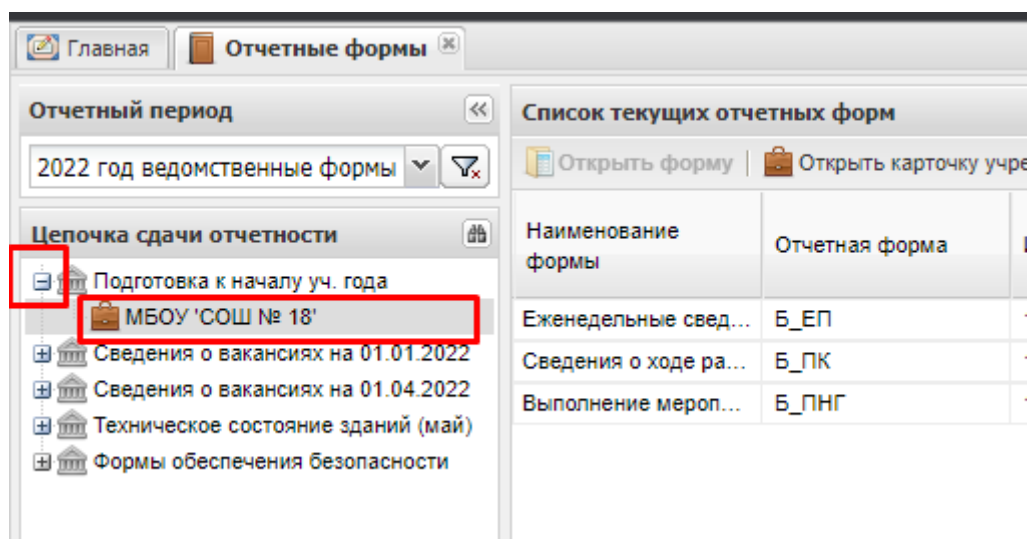 Главная
Отчетные формы
Отчетный период
Список текущих отчетных форм
2022 год ведомственные формы
Открыть форму
Открыть карточку учре
Цепочка сдачи отчетности
Наименование
формы
Отчетная форма
Подготовка к началу уч. года
МБОУ 'СОШ № 18'
Еженедельные свед... Б_ЕП
Сведения о вакансиях на 01.01.2022
Сведения о ходе ра... Б_ПК
Сведения о вакансиях на 01.04.2022
Выполнение мероп... Б_ПНГ
Техническое состояние зданий (май)
Формы обеспечения безопасности